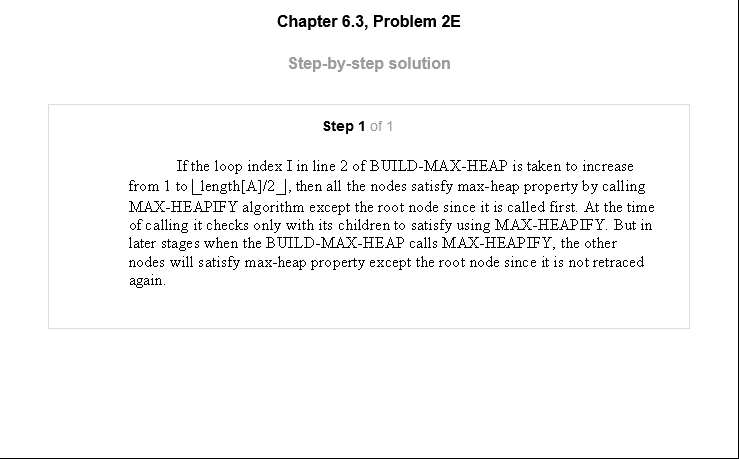 Chapter 6.3, Problem 2E
Step-by-step solution
Step 1 of 1
If the loop index I in line 2 of BUILD-MAX-HEAP is taken to increase
from 1 to ⌊length[A]/2⌋, then all the nodes satisfy max-heap property by calling
MAX-HEAPIFY algorithm except the root node since it is called first. At the time
of calling it checks only with its children to satisfy using MAX-HEAPIFY. But in
later stages when the BUILD-MAX-HEAP calls MAX-HEAPIFY, the other
nodes will satisfy max-heap property except the root node since it is not retraced
again.